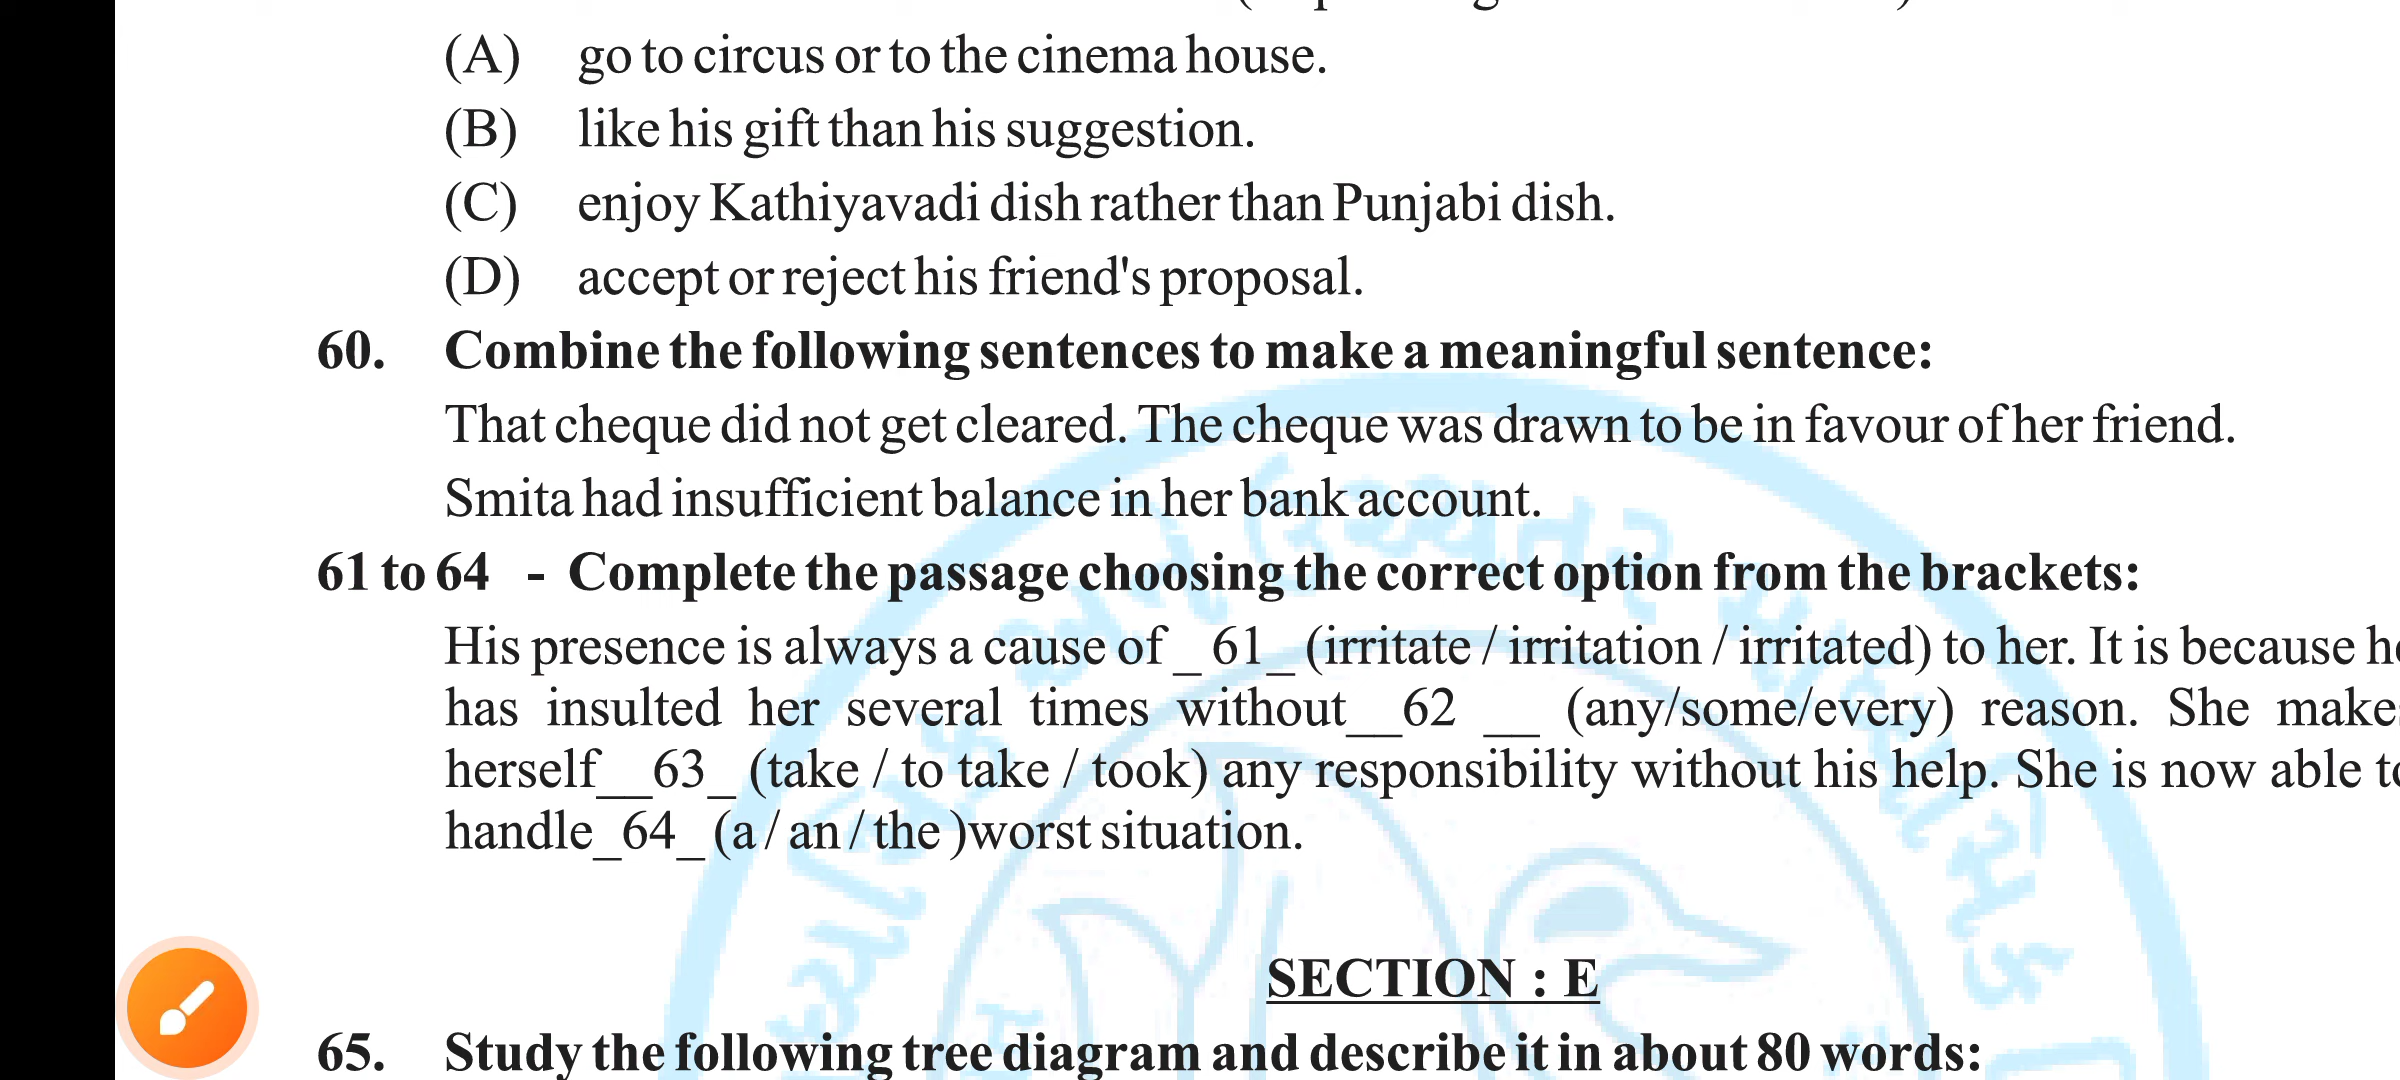 (A) go to circus or to the cinema house.
(B) like his gift than his suggestion.
(C) enjoy Kathiyavadi dish rather than Punjabi dish.
(D) accept or reject his friend's proposal.
60. Combine the following sentences to make a meaningful sentence:
That cheque did not get cleared. The cheque was drawn to be in favour of her friend.
Smita had insufficient balance in her bank account.
61 to 64 - Complete the passage choosing the correct option from the brackets:
His presence is always a cause of _ 61_ (irritate / irritation / irritated) to her. It is because
has insulted her several times without__62 __ (any/some/every) reason. She make
herself__63_ (take / to take / took) any responsibility without his help. She is now able
handle_64_ (a / an / the )worst situation.
SECTION : E
65. Study the following tree diagram and describe it in about 80 words: